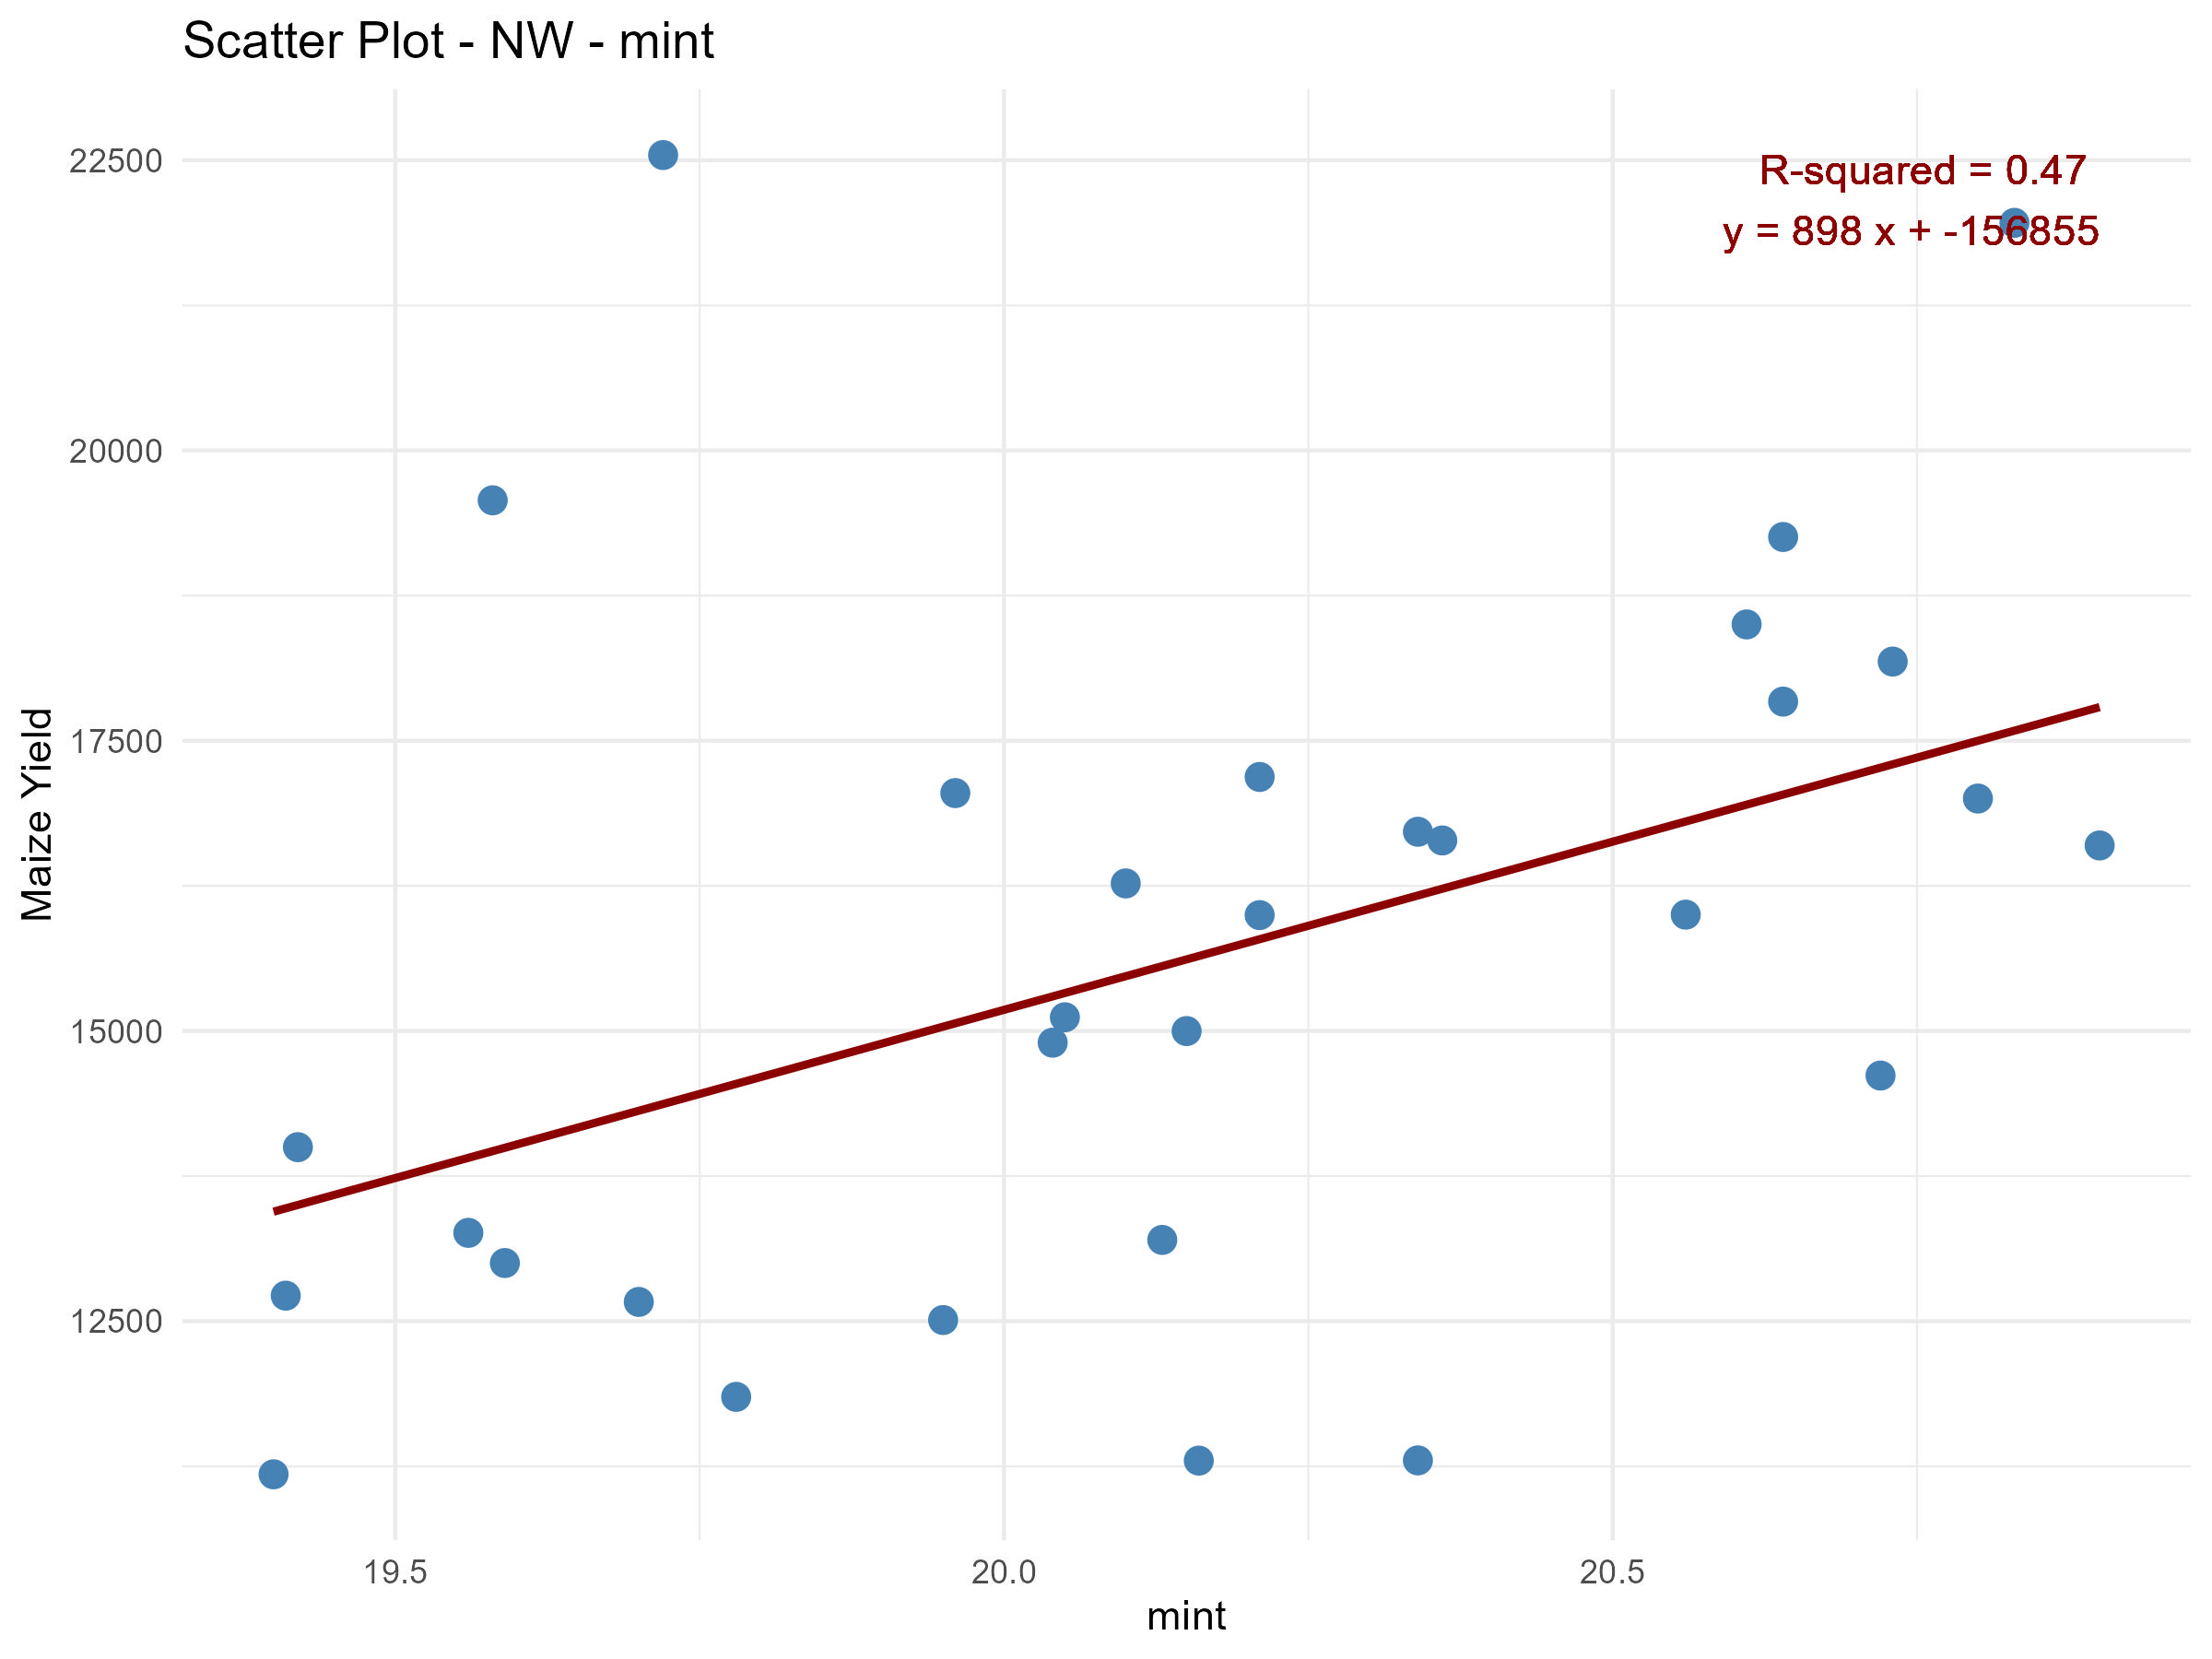 Scatter Plot - NW - mint
R-squared = 0.47
y = 898 x + -156855
Maize Yield
22500
20000
17500
15000
12500
19.5
20.0
20.5
mint